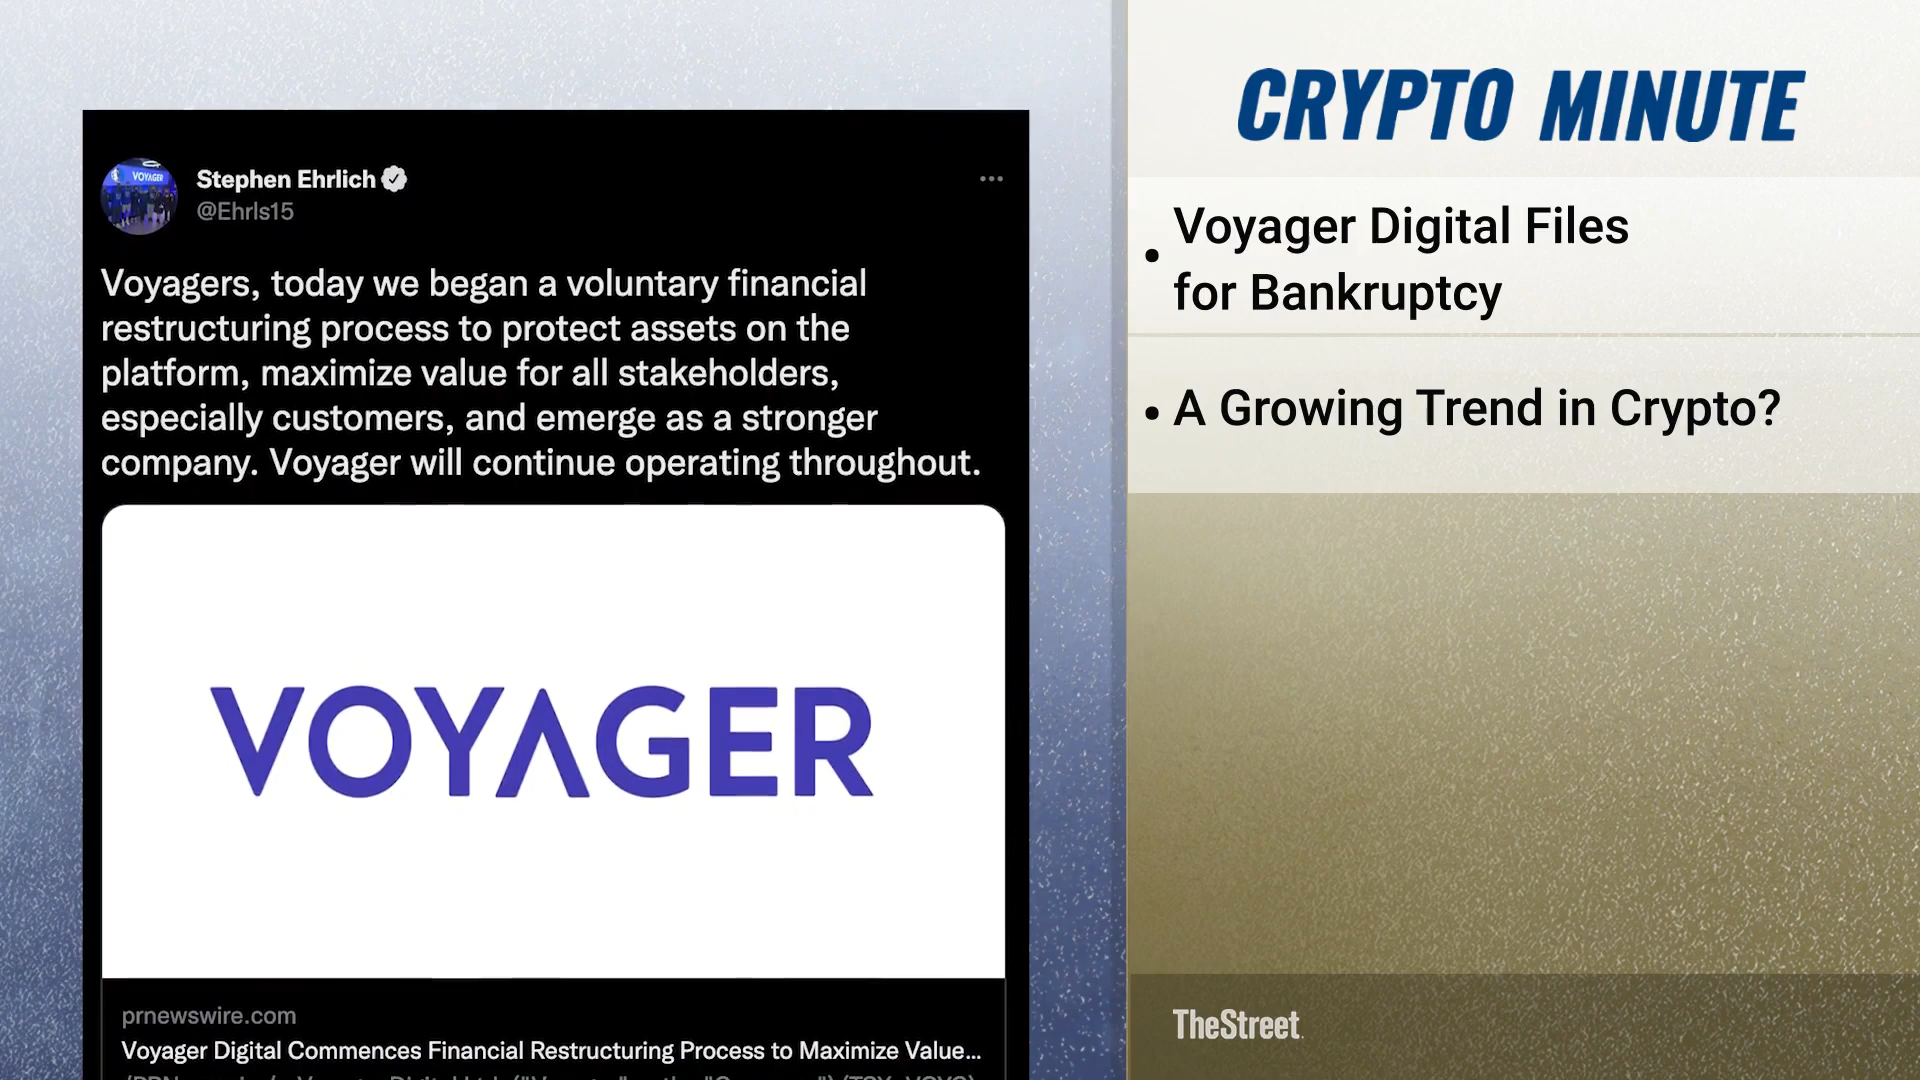 VOYAGER
Stephen Ehrlich
@Ehrls15
Voyagers, today we began a voluntary financial
restructuring process to protect assets on the
platform, maximize value for all stakeholders,
especially customers, and emerge as a stronger
company. Voyager will continue operating throughout.
VOYAGER
prnewswire.com
Voyager Digital Commences Financial Restructuring Process to Maximize Value...
CRYPTO MINUTE
• Voyager Digital Files
for Bankruptcy
• A Growing Trend in Crypto?
TheStreet